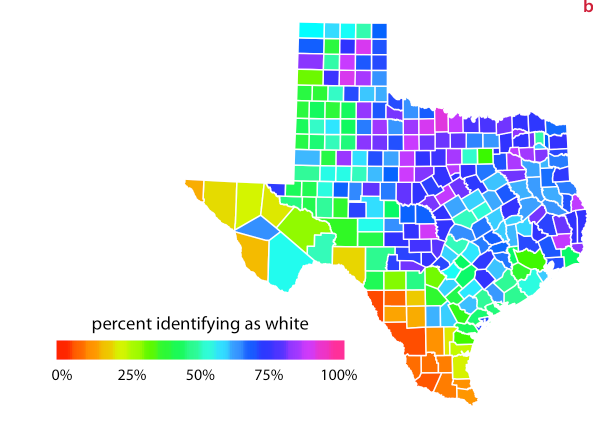 b
percent identifying as white
0% 25% 50% 75% 100%